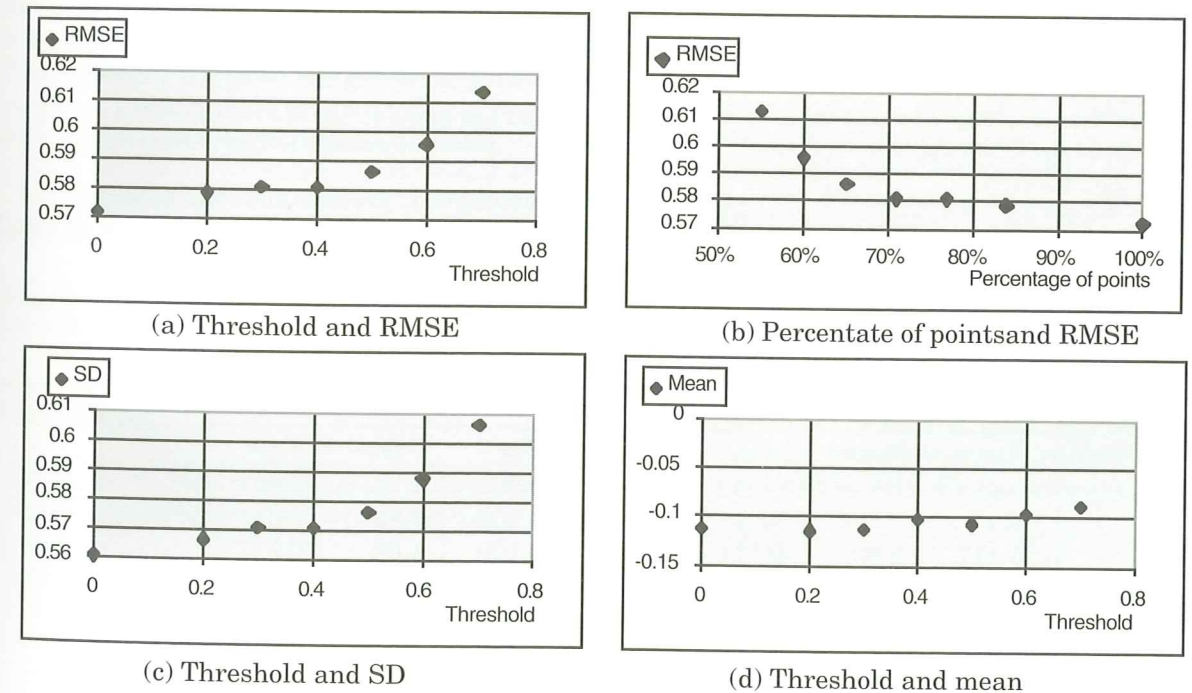 RMSE
0.62
0.61
0.6
0.59
0.58
0.57
0 0.2 0.4 0.6 0.8
Threshold
(a) Threshold and RMSE
RMSE
0.62
0.61
0.6
0.59
0.58
0.57
50% 60% 70% 80% 90% 100%
Percentage of points
(b) Percentate of pointsand RMSE
SD
0.61
0.6
0.59
0.58
0.57
0.56
0 0.2 0.4 0.6 0.8
Threshold
(c) Threshold and SD
Mean
0
-0.05
-0.1
-0.15
0 0.2 0.4 0.6 0.8
Threshold
(d) Threshold and mean